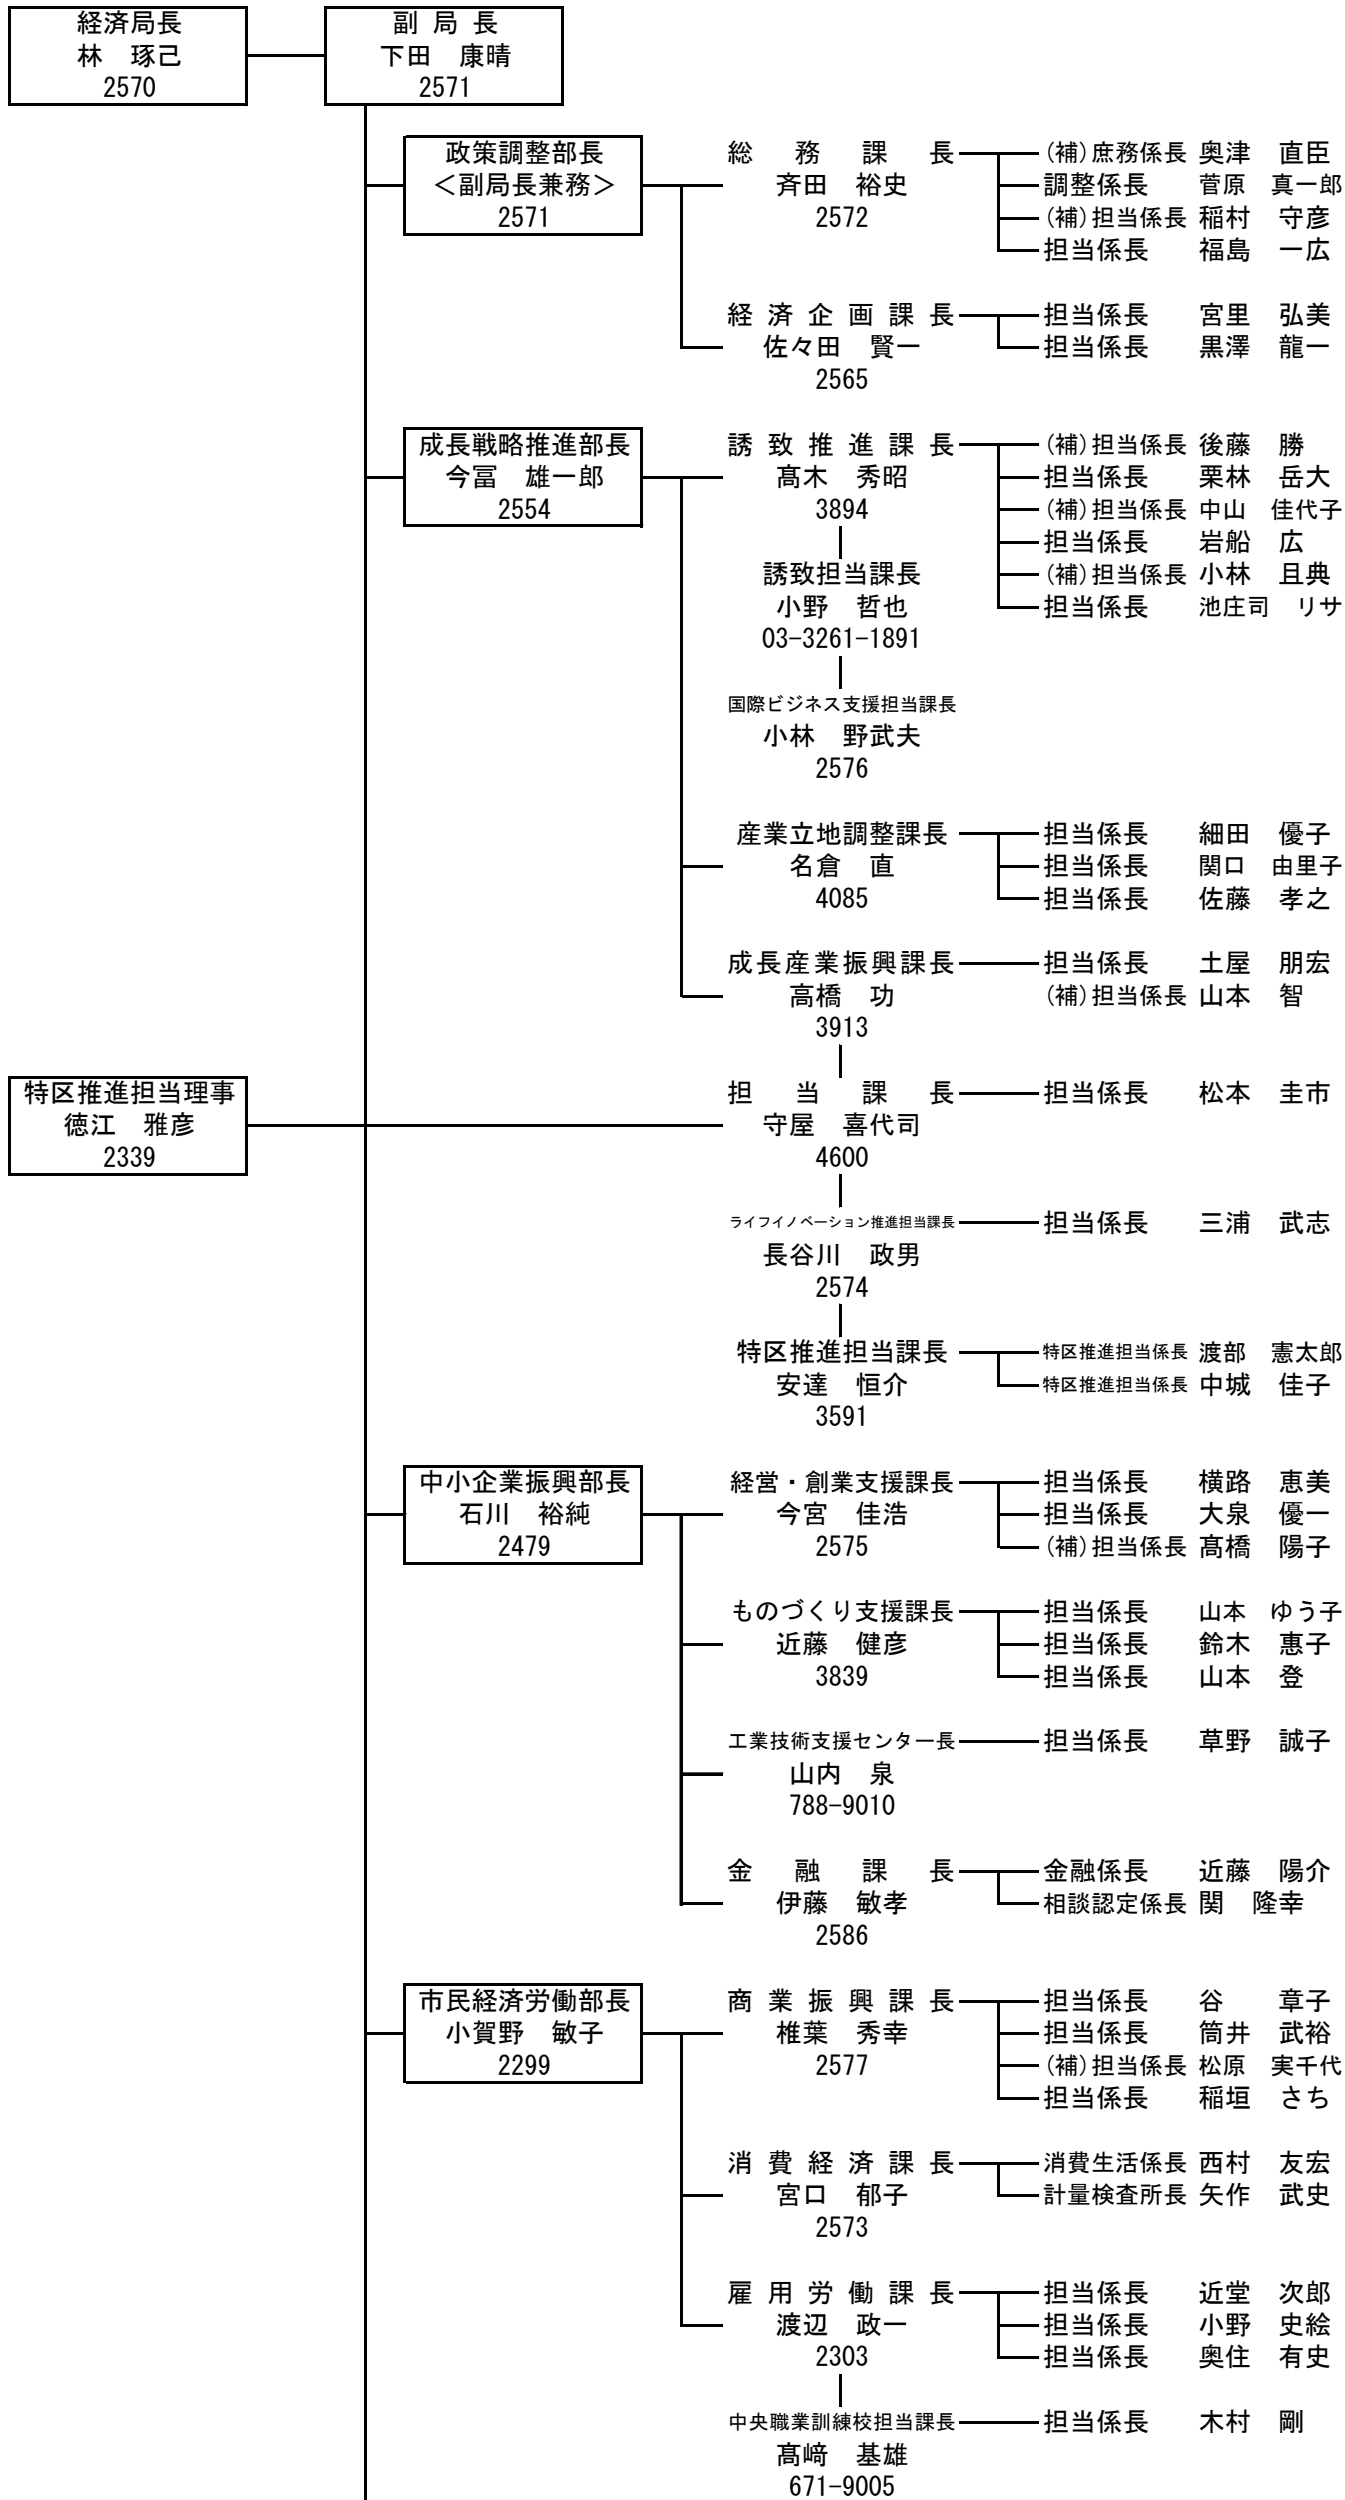 経済局長
林　琢己
2570
副 局 長
下田　康晴
2571
政策調整部長
＜副局長兼務＞
2571
総　務　課　長
斉田　裕史
2572
(補)庶務係長 奥津　直臣
調整係長 菅原　真一郎
(補)担当係長 稲村　守彦
担当係長 福島　一広
経 済 企 画 課 長
佐々田　賢一
2565
担当係長 宮里　弘美
担当係長 黒澤　龍一
成長戦略推進部長
今冨　雄一郎
2554
誘 致 推 進 課 長
髙木　秀昭
3894
(補)担当係長 後藤　勝
担当係長 栗林　岳大
(補)担当係長 中山　佳代子
担当係長 岩船　広
(補)担当係長 小林　且典
担当係長 池庄司　リサ
誘致担当課長
小野　哲也
03-3261-1891
国際ビジネス支援担当課長
小林　野武夫
2576
産業立地調整課長
名倉　直
4085
担当係長 細田　優子
担当係長 関口　由里子
担当係長 佐藤　孝之
成長産業振興課長
高橋　功
3913
担当係長 土屋　朋宏
(補)担当係長 山本　智
特区推進担当理事
徳江　雅彦
2339
担　当　課　長
守屋　喜代司
4600
担当係長 松本　圭市
ライフイノベーション推進担当課長
長谷川　政男
2574
担当係長 三浦　武志
特区推進担当課長
安達　恒介
3591
特区推進担当係長 渡部　憲太郎
特区推進担当係長 中城　佳子
中小企業振興部長
石川　裕純
2479
経営・創業支援課長
今宮　佳浩
2575
担当係長 横路　恵美
担当係長 大泉　優一
(補)担当係長 髙橋　陽子
ものづくり支援課長
近藤　健彦
3839
担当係長 山本　ゆう子
担当係長 鈴木　惠子
担当係長 山本　登
工業技術支援センター長
山内　泉
788-9010
担当係長 草野　誠子
金　融　課　長
伊藤　敏孝
2586
金融係長 近藤　陽介
相談認定係長 関　隆幸
市民経済労働部長
小賀野　敏子
2299
商 業 振 興 課 長
椎葉　秀幸
2577
担当係長 谷　章子
担当係長 筒井　武裕
(補)担当係長 松原　実千代
担当係長 稲垣　さち
消 費 経 済 課 長
宮口　郁子
2573
消費生活係長 西村　友宏
計量検査所長 矢作　武史
雇 用 労 働 課 長
渡辺　政一
2303
担当係長 近堂　次郎
担当係長 小野　史絵
担当係長 奥住　有史
中央職業訓練校担当課長
髙﨑　基雄
671-9005
担当係長 木村　剛